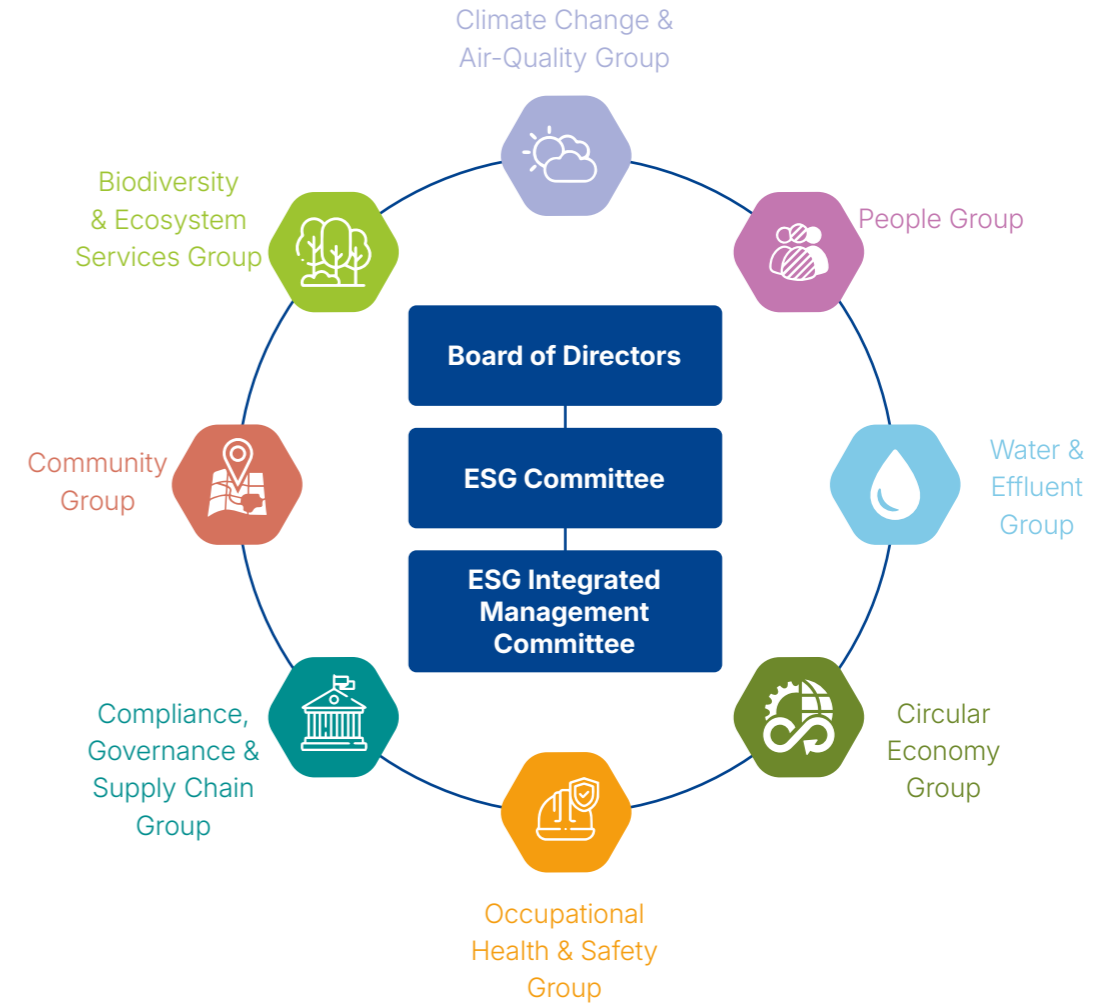 Climate Change &
Air-Quality Group
People Group
Water &
Effluent
Group
Circular
Economy
Group
Occupational
Health & Safety
Group
Compliance,
Governance &
Supply Chain
Group
Community
Group
Biodiversity
& Ecosystem
Services Group
Board of Directors
ESG Committee
ESG Integrated
Management
Committee